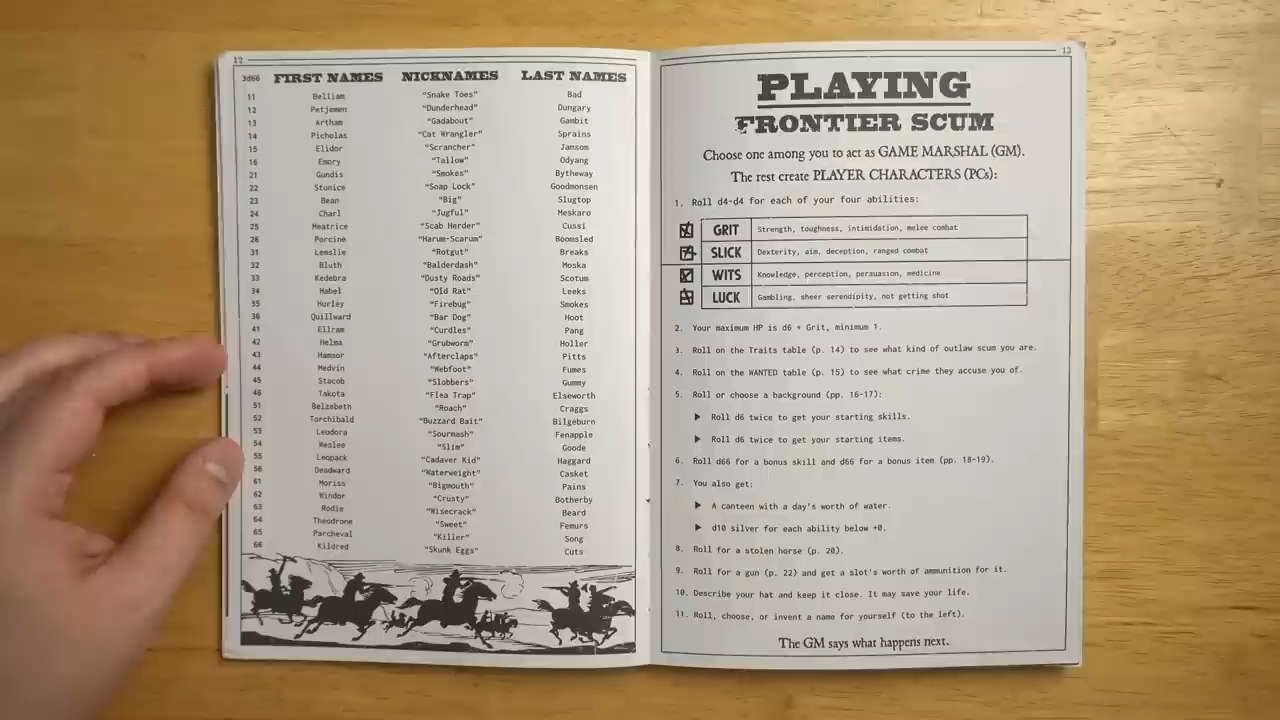 12
3d66 FIRST NAMES NICKNAMES LAST NAMES
11 Belliam "Snake Toes" Bad
12 Petjemen "Dunderhead" Dungary
13 Artham "Gadabout" Gambit
14 Picholas "Cat Wrangler" Sprains
15 Elidor "Scrancher" Jamsom
16 Emory "Tallow" Odyang
21 Gundis "Smokes" Bytheway
22 Stunice "Soap Lock" Goodmonsen
23 Bean "Big" Slugtop
24 Charl "Jugful" Meskaro
25 Meatrice "Scab Herder" Cussi
26 Porcine "Harum-Scarum" Boomsled
31 Lemslie "Rotgut" Breaks
32 Bluth "Balderdash" Moska
33 Kedebra "Dusty Roads" Scotum
34 Habel "Old Rat" Leeks
35 Hurley "Firebug" Smokes
36 Quillward "Bar Dog" Hoot
41 Ellram "Curdles" Pang
42 Helma "Grubworm" Holler
43 Hamsor "Afterclaps" Pitts
44 Medvin "Webfoot" Fumes
45 Stacob "Slobbers" Gummy
46 Takota "Flea Trap" Elseworth
51 Belzebeth "Roach" Craggs
52 Torchibald "Buzzard Bait" Bilgeburn
53 Leodora "Sourmash" Fenapple
54 Weslee "Slim" Goode
55 Leopack "Cadaver Kid" Haggard
56 Deadward "Waterweight" Casket
61 Moriss "Bigmouth" Pains
62 Windor "Crusty" Botherby
63 Rodie "Wisecrack" Beard
64 Theodrone "Sweet" Femurs
65 Parcheval "Killer" Song
66 Kildred "Skunk Eggs" Cuts
13
PLAYING
FRONTIER SCUM
Choose one among you to act as GAME MARSHAL (GM).
The rest create PLAYER CHARACTERS (PCs):
1. Roll d4-d4 for each of your four abilities:
GRIT Strength, toughness, intimidation, melee combat
SLICK Dexterity, aim, deception, ranged combat
WITS Knowledge, perception, persuasion, medicine
LUCK Gambling, sheer serendipity, not getting shot
2. Your maximum HP is d6 + Grit, minimum 1.
3. Roll on the Traits table (p. 14) to see what kind of outlaw scum you are.
4. Roll on the WANTED table (p. 15) to see what crime they accuse you of.
5. Roll or choose a background (pp. 16-17):
▶ Roll d6 twice to get your starting skills.
▶ Roll d6 twice to get your starting items.
6. Roll d66 for a bonus skill and d66 for a bonus item (pp. 18-19).
7. You also get:
▶ A canteen with a day's worth of water.
▶ d10 silver for each ability below +0.
8. Roll for a stolen horse (p. 20).
9. Roll for a gun (p. 22) and get a slot's worth of ammunition for it.
10. Describe your hat and keep it close. It may save your life.
11. Roll, choose, or invent a name for yourself (to the left).
The GM says what happens next.